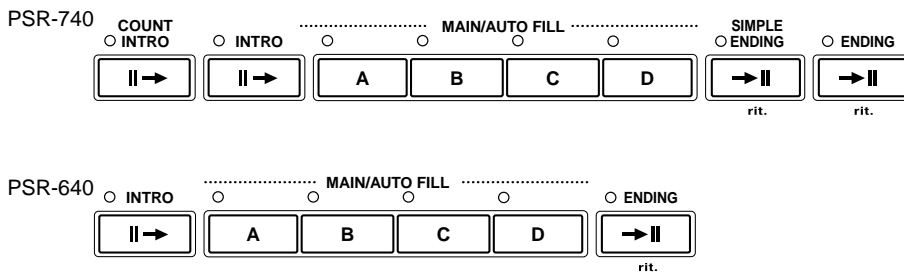 PSR-740
COUNT INTRO
INTRO
MAIN/AUTO FILL
SIMPLE ENDING
ENDING
A B C D
rit. rit.
PSR-640
INTRO
MAIN/AUTO FILL
ENDING
A B C D
rit.